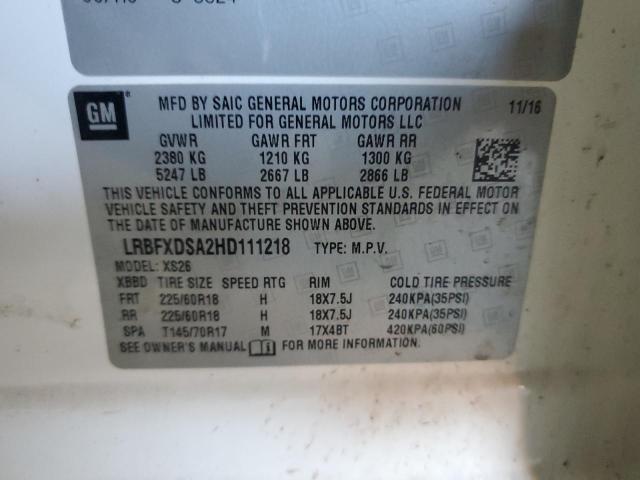 GM
MFD BY SAIC GENERAL MOTORS CORPORATION 11/16
LIMITED FOR GENERAL MOTORS LLC
GVWR GAWR FRT GAWR RR
2380 KG 1210 KG 1300 KG
5247 LB 2667 LB 2866 LB
THIS VEHICLE CONFORMS TO ALL APPLICABLE U.S. FEDERAL MOTOR
VEHICLE SAFETY AND THEFT PREVENTION STANDARDS IN EFFECT ON
THE DATE OF MANUFACTURE SHOWN ABOVE.
LRBFXDSA2HD111218 TYPE: M.P.V.
MODEL: XS26
XBBD TIRE SIZE SPEED RTG RIM COLD TIRE PRESSURE
FRT 225/60R18 H 18X7.5J 240KPA(35PSI)
RR 225/60R18 H 18X7.5J 240KPA(35PSI)
SPA T145/70R17 M 17X4BT 420KPA(60PSI)
SEE OWNER'S MANUAL FOR MORE INFORMATION.